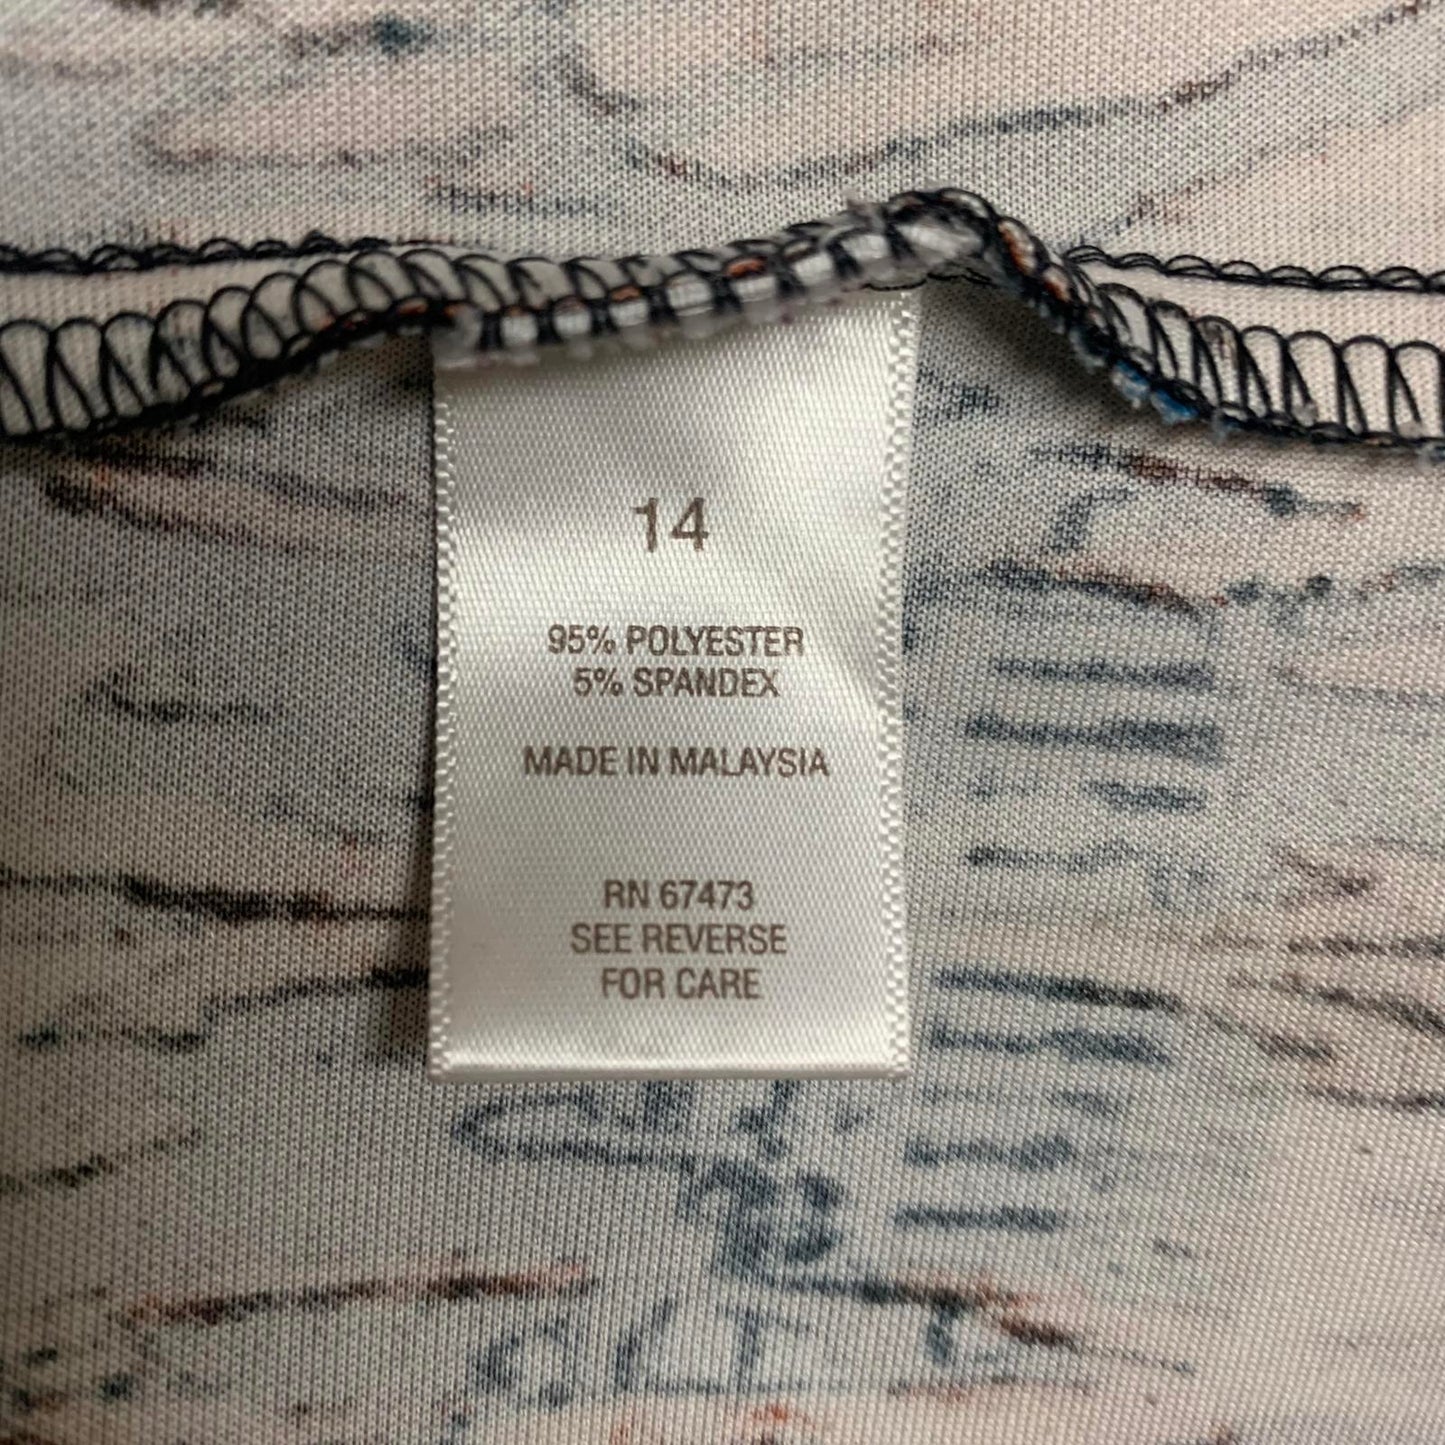 14
95% POLYESTER
5% SPANDEX
MADE IN MALAYSIA
RN 67473
SEE REVERSE
FOR CARE